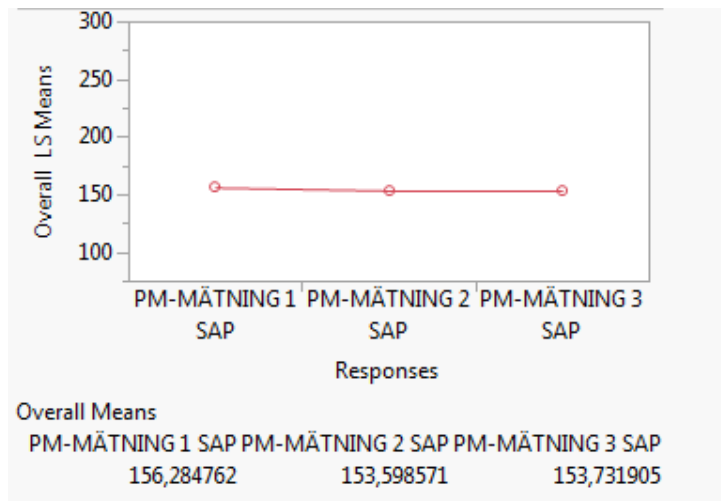 300
250
200
150
100
Overall LS Means
PM-MÄTNING 1 PM-MÄTNING 2 PM-MÄTNING 3
SAP SAP SAP
Responses
Overall Means
PM-MÄTNING 1 SAP PM-MÄTNING 2 SAP PM-MÄTNING 3 SAP
156,284762 153,598571 153,731905